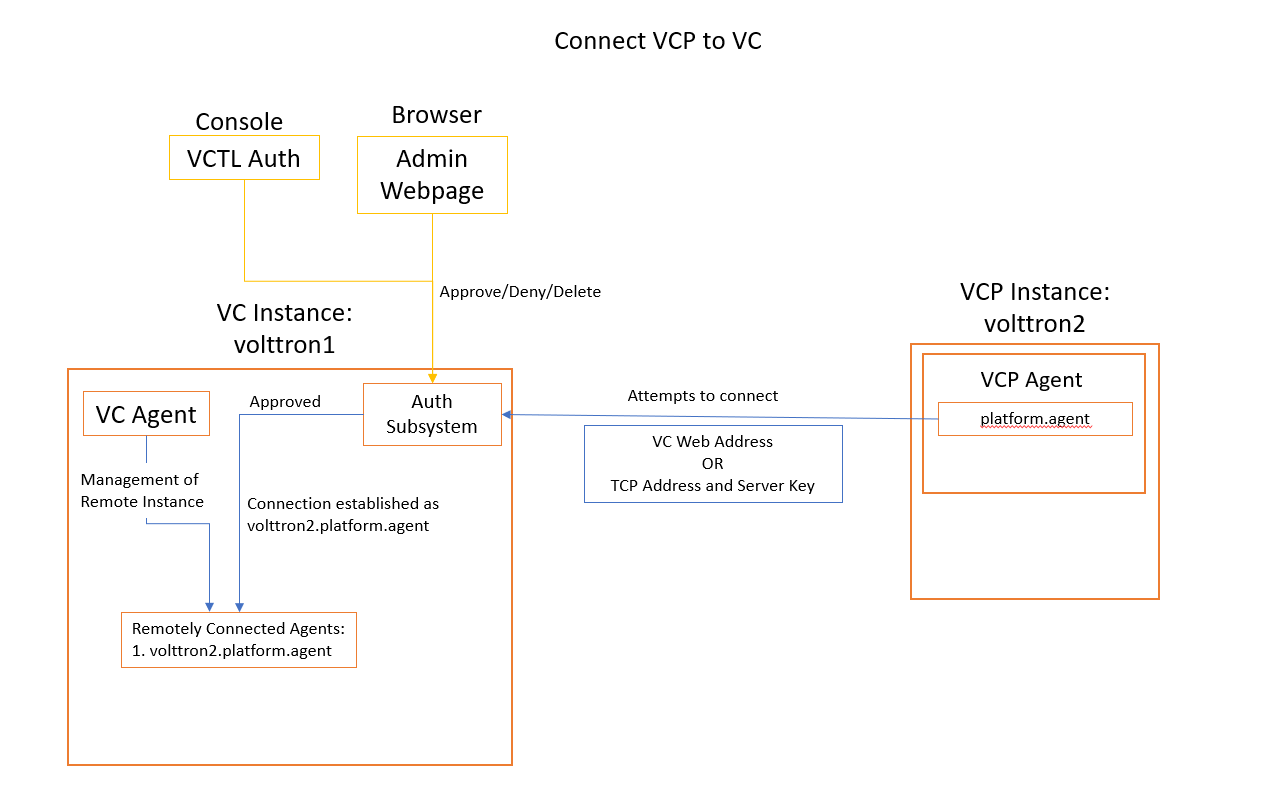 Connect VCP to VC
Console
VCTL Auth
Browser
Admin
Webpage
Approve/Deny/Delete
VC Instance:
volttron1
VC Agent
Management of
Remote Instance
Approved
Auth
Subsystem
Connection established as
volttron2.platform.agent
Remotely Connected Agents:
1. volttron2.platform.agent
Attempts to connect
VC Web Address
OR
TCP Address and Server Key
VCP Instance:
volttron2
VCP Agent
platform.agent